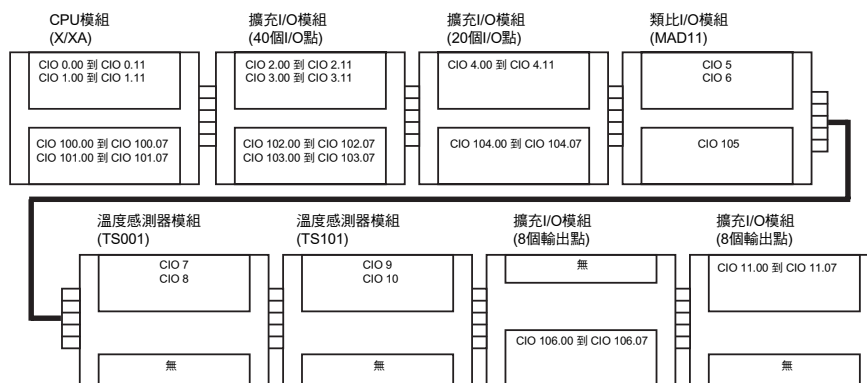 CPU模組
(X/XA)
擴充I/O模組
(40個I/O點)
擴充I/O模組
(20個I/O點)
類比I/O模組
(MAD11)
CIO 0.00 到 CIO 0.11
CIO 1.00 到 CIO 1.11
CIO 2.00 到 CIO 2.11
CIO 3.00 到 CIO 3.11
CIO 4.00 到 CIO 4.11
CIO 5
CIO 6
CIO 100.00 到 CIO 100.07
CIO 101.00 到 CIO 101.07
CIO 102.00 到 CIO 102.07
CIO 103.00 到 CIO 103.07
CIO 104.00 到 CIO 104.07
CIO 105
溫度感測器模組
(TS001)
溫度感測器模組
(TS101)
擴充I/O模組
(8個輸出點)
擴充I/O模組
(8個輸出點)
CIO 7
CIO 8
CIO 9
CIO 10
無
CIO 11.00 到 CIO 11.07
無
無
CIO 106.00 到 CIO 106.07
無